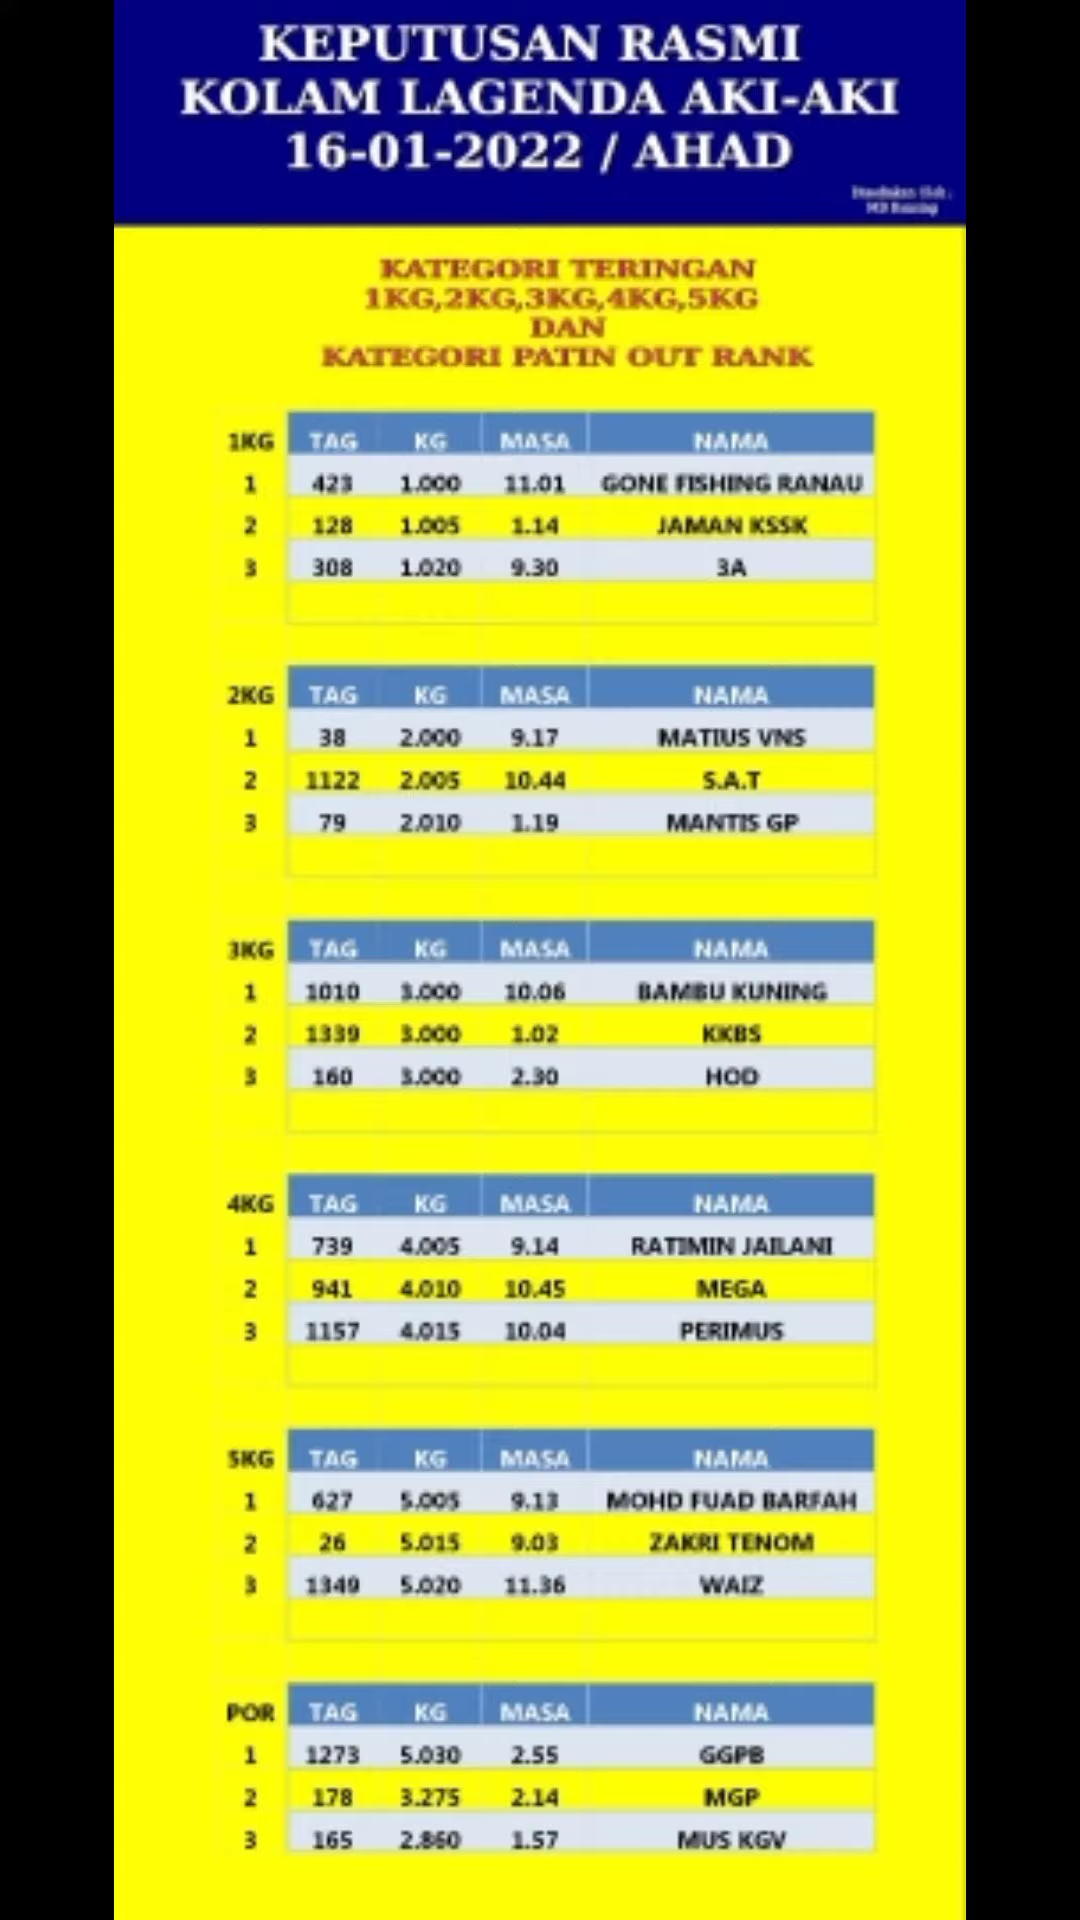 KEPUTUSAN RASMI
KOLAM LAGENDA AKI-AKI
16-01-2022 / AHAD
KATEGORI TERINGAN
1KG,2KG,3KG,4KG,5KG
DAN
KATEGORI PATIN OUT RANK
1KG TAG KG MASA NAMA
1 423 1.000 11.01 GONE FISHING RANAU
2 128 1.005 1.14 JAMAN KSSK
3 308 1.020 9.30 3A
2KG TAG KG MASA NAMA
1 38 2.000 9.17 MATIUS VNS
2 1122 2.005 10.44 S.A.T
3 79 2.010 1.19 MANTIS GP
3KG TAG KG MASA NAMA
1 1010 3.000 10.06 BAMBU KUNING
2 1339 3.000 1.02 KKBS
3 160 3.000 2.30 HOD
4KG TAG KG MASA NAMA
1 739 4.005 9.14 RATIMIN JAILANI
2 941 4.010 10.45 MEGA
3 1157 4.015 10.04 PERIMUS
5KG TAG KG MASA NAMA
1 627 5.005 9.13 MOHD FUAD BARFAH
2 26 5.015 9.03 ZAKRI TENOM
3 1349 5.020 11.36 WAIZ
POR TAG KG MASA NAMA
1 1273 5.030 2.55 GGPB
2 178 3.275 2.14 MGP
3 165 2.860 1.57 MUS KGV